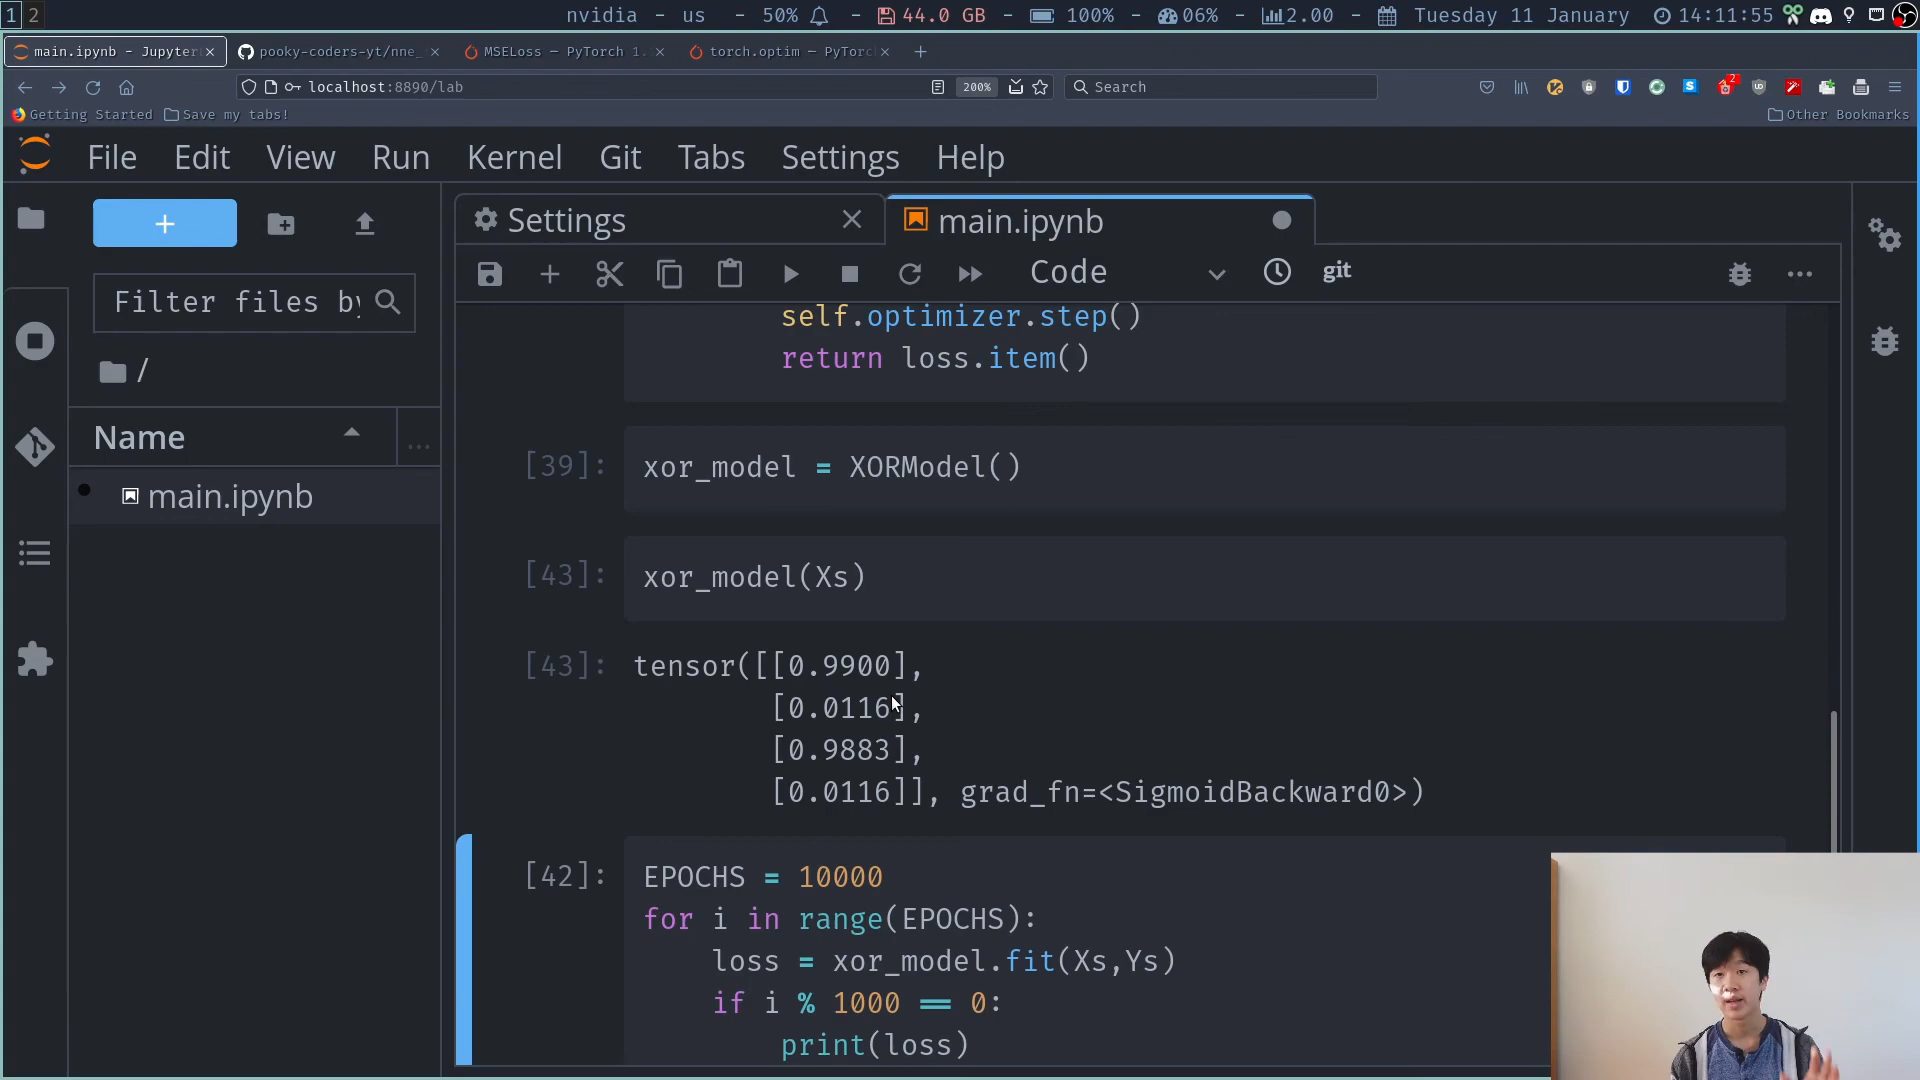 1 2 nvidia - us - 50% - 44.0 GB - 100% - 06% - 2.00 - Tuesday 11 January - 14:11:55
main.ipynb - Jupyter pooky-coders-yt/nne_ MSELoss — PyTorch 1. torch.optim — PyTorc
localhost:8890/lab 200% Search 2
Getting Started Save my tabs! Other Bookmarks
File Edit View Run Kernel Git Tabs Settings Help
Settings main.ipynb
Code git
Filter files by
/
Name ...
main.ipynb
self.optimizer.step()
return loss.item()
[39]: xor_model = XORModel()
[43]: xor_model(Xs)
[43]: tensor([[0.9900],
[0.0116],
[0.9883],
[0.0116]], grad_fn=<SigmoidBackward0>)
[42]: EPOCHS = 10000
for i in range(EPOCHS):
loss = xor_model.fit(Xs,Ys)
if i % 1000 == 0:
print(loss)